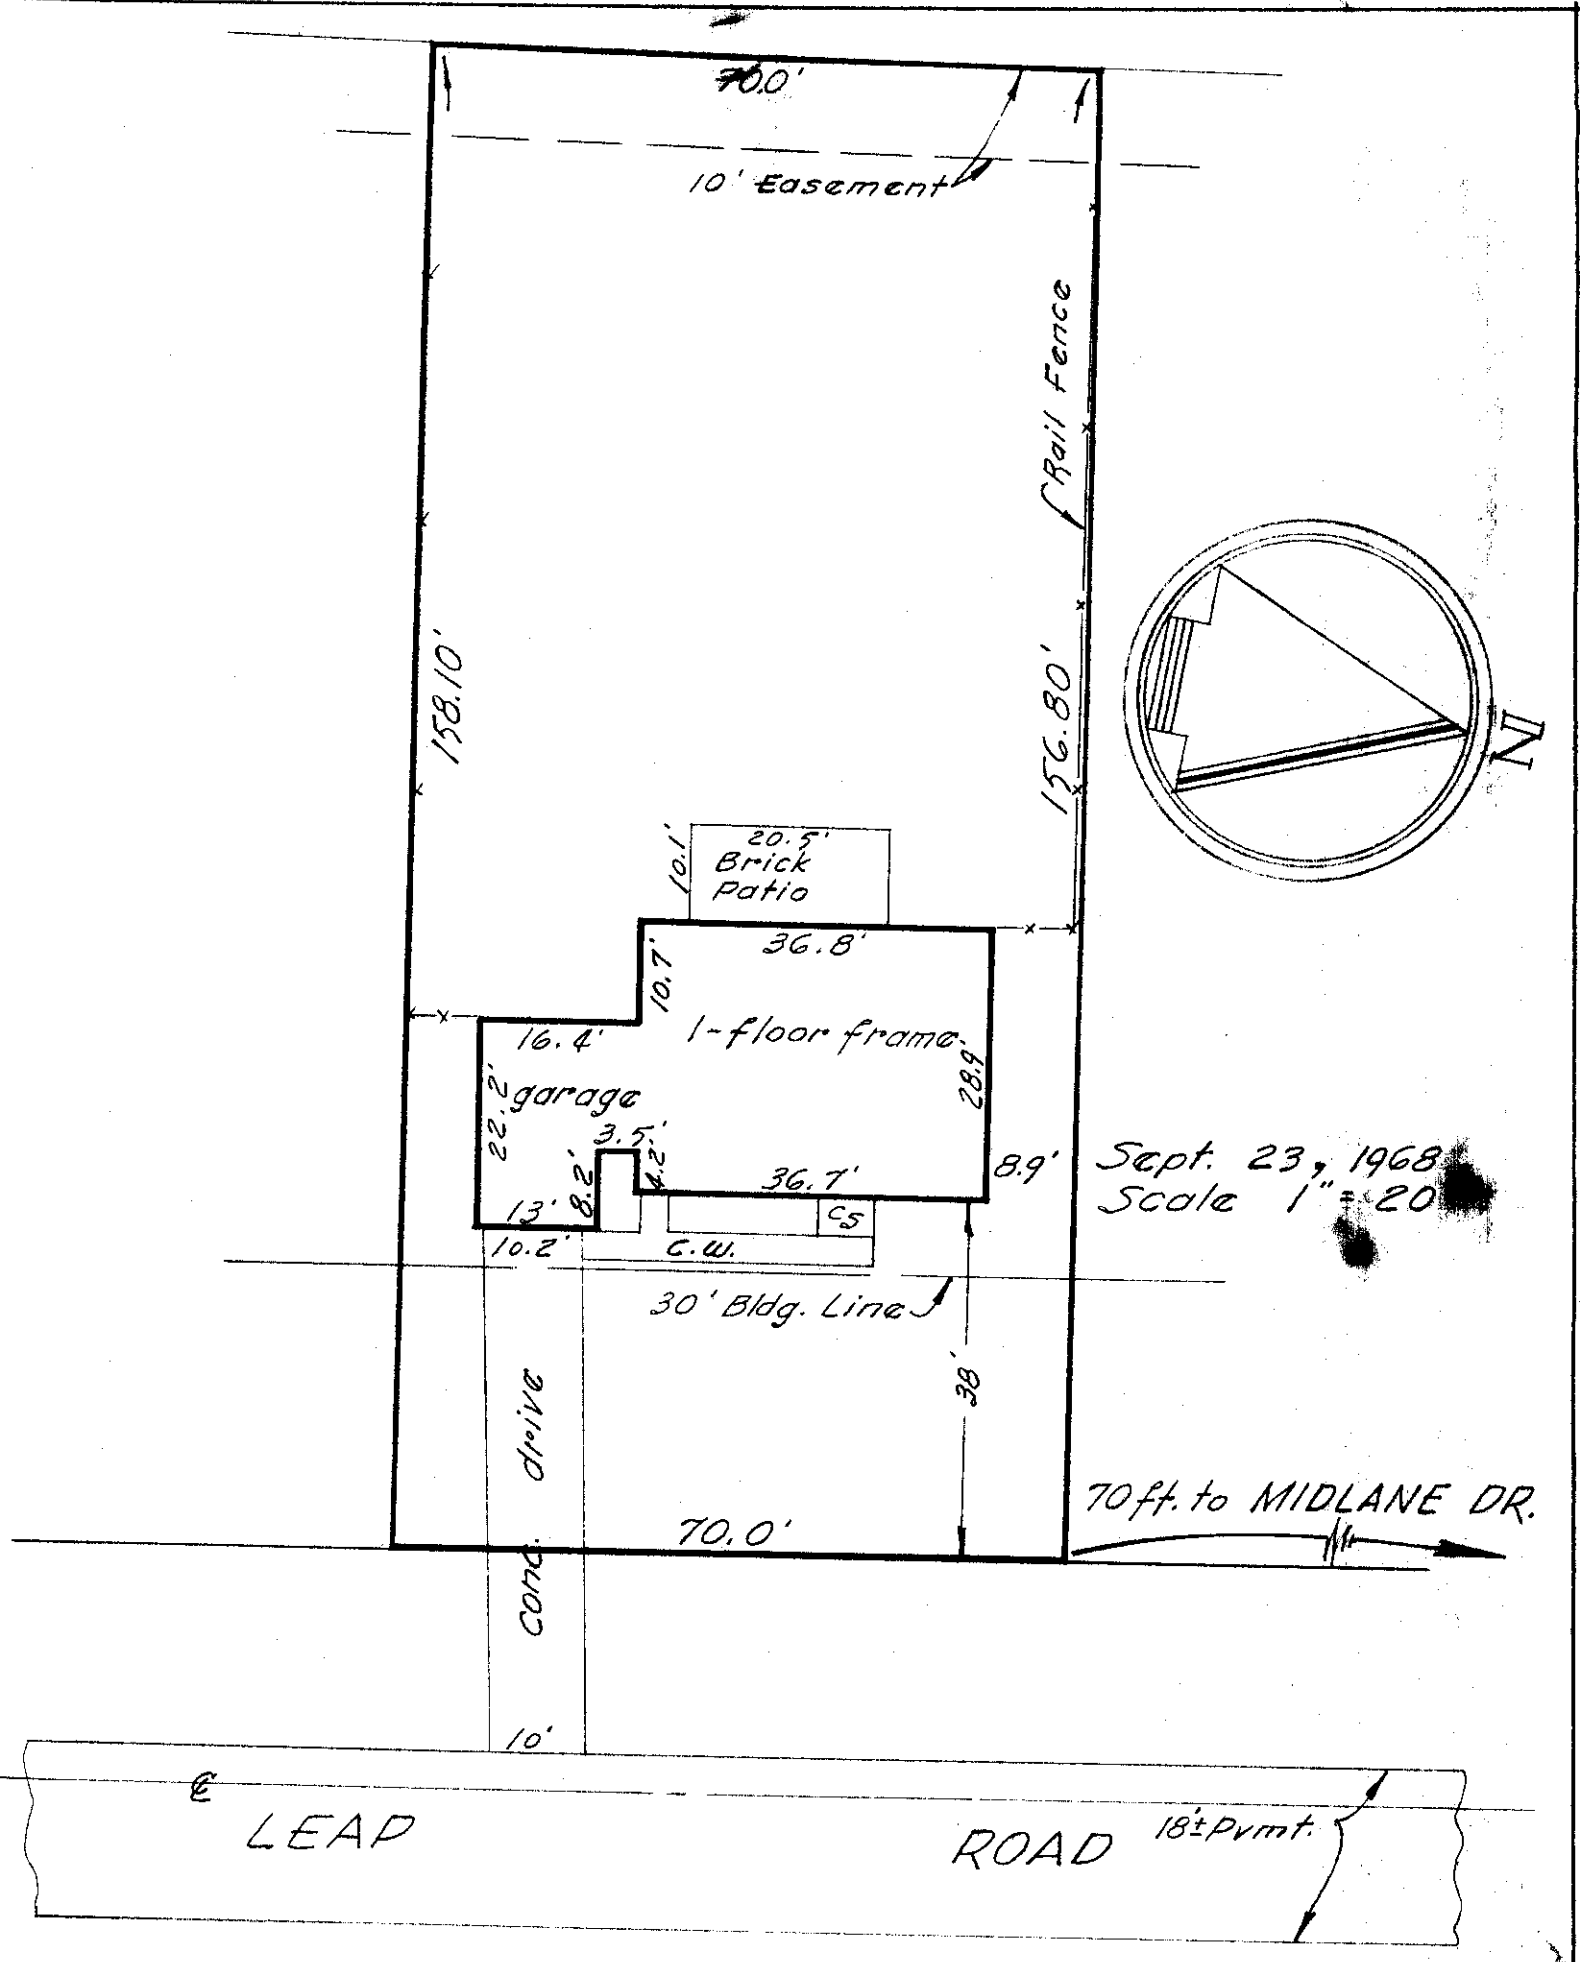 70.0'
10' Easement
Rail Fence
158.10'
156.80'
N
20.5'
10.1'
Brick
Patio
36.8'
10.7'
16.4'
1-floor frame
28.9'
22.2'
garage
3.5'
4.2'
8.2'
36.7'
8.9'
Sept. 23, 1968
Scale 1" = 20
13'
CS
10.2'
C.W.
30' Bldg. Line
38'
conc. drive
70 ft. to MIDLANE DR.
70.0'
10'
℄
LEAP ROAD
18'± Pvmt.